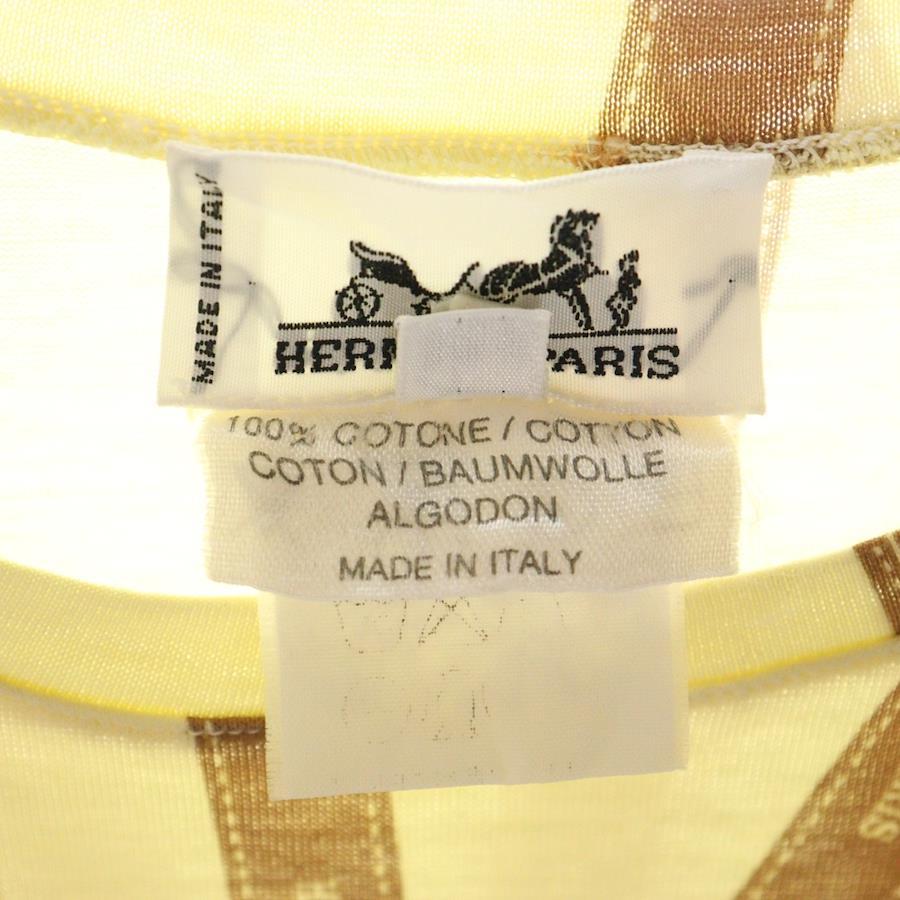 MADE IN ITALY
HERM PARIS
100% COTONE / COTTON
COTON / BAUMWOLLE
ALGODON
MADE IN ITALY